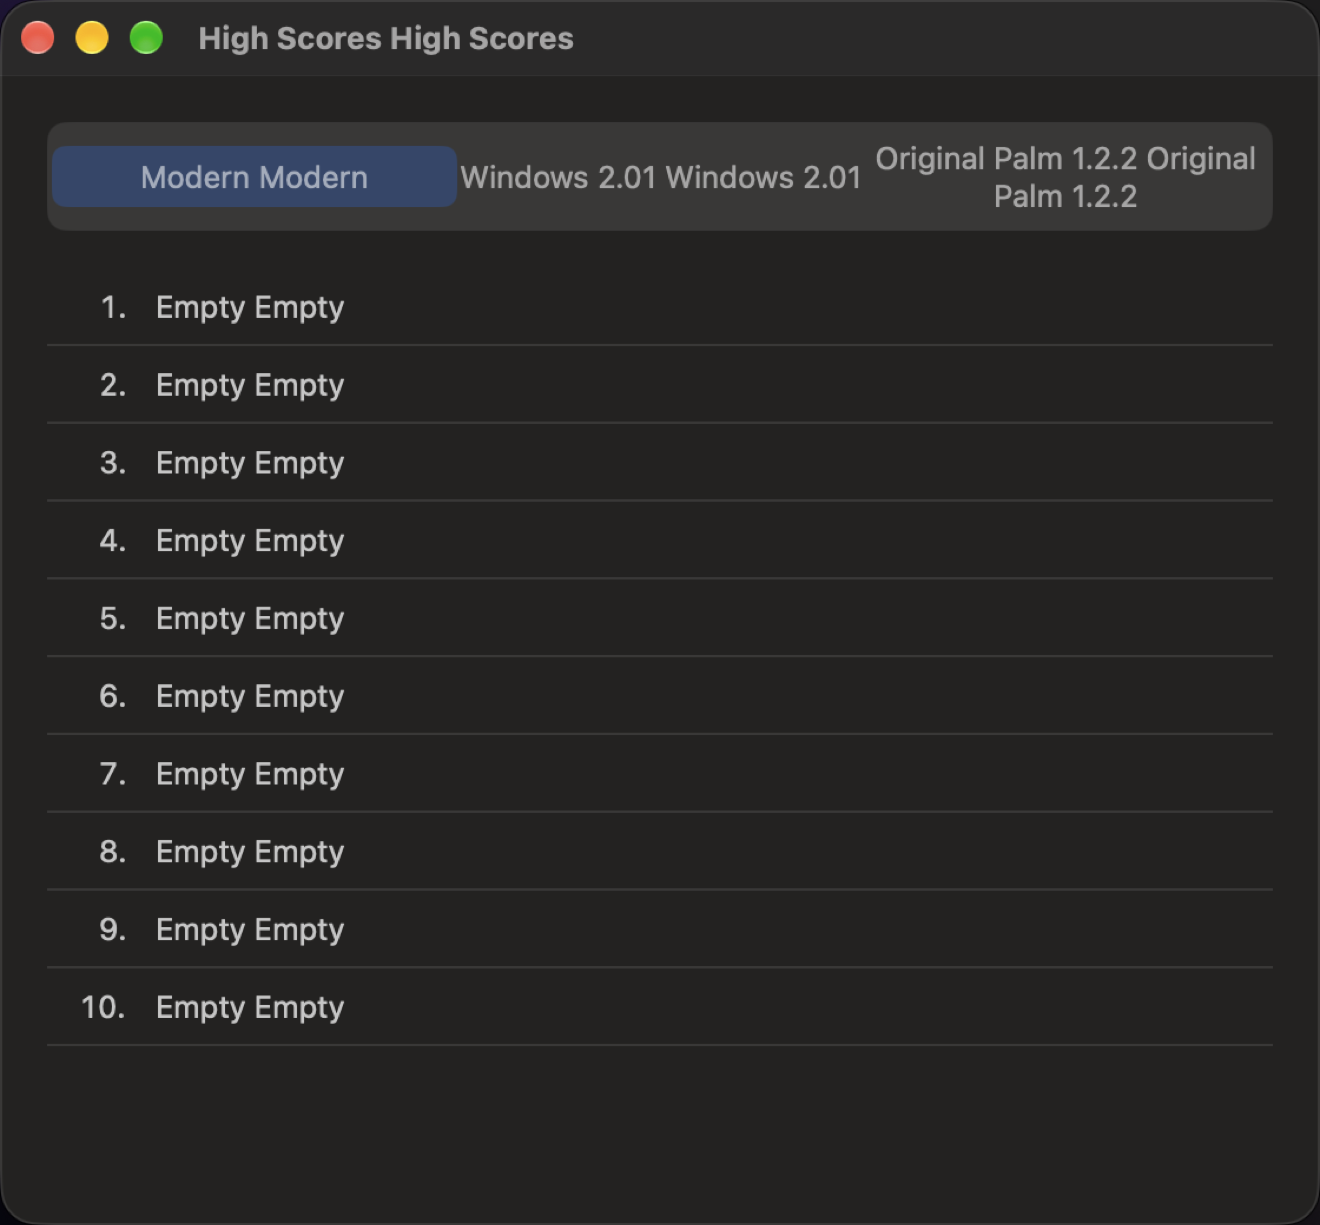 High Scores High Scores
Modern Modern
Windows 2.01 Windows 2.01
Original Palm 1.2.2 Original
Palm 1.2.2
1. Empty Empty
2. Empty Empty
3. Empty Empty
4. Empty Empty
5. Empty Empty
6. Empty Empty
7. Empty Empty
8. Empty Empty
9. Empty Empty
10. Empty Empty